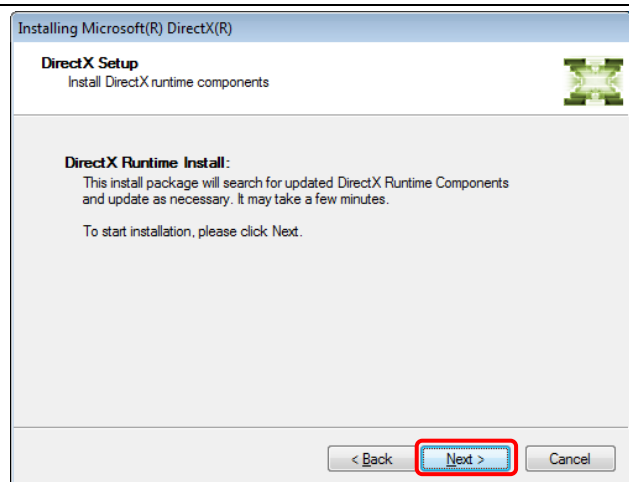 Installing Microsoft(R) DirectX(R)
DirectX Setup
Install DirectX runtime components
DirectX Runtime Install:
This install package will search for updated DirectX Runtime Components
and update as necessary. It may take a few minutes.
To start installation, please click Next.
< Back
Next >
Cancel